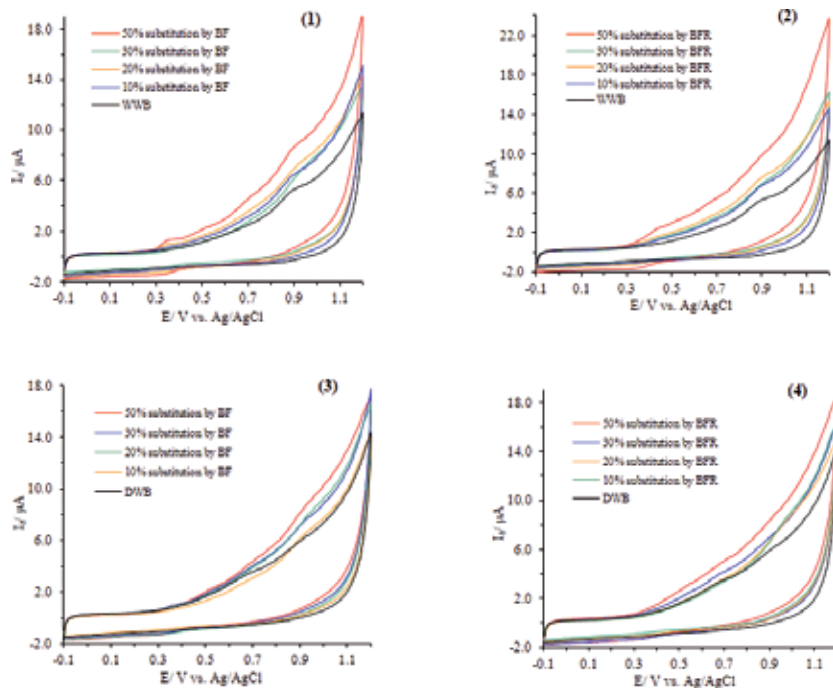 (1)
18.0
14.0
10.0
6.0
2.0
-2.0
I,/ µA
50% substitution by BF
30% substitution by BF
20% substitution by BF
10% substitution by BF
WWB
-0.1 0.1 0.3 0.5 0.7 0.9 1.1
E/ V vs. Ag/AgCl
(2)
22.0
18.0
14.0
10.0
6.0
2.0
-2.0
I,/ µA
50% substitution by BFR
30% substitution by BFR
20% substitution by BFR
10% substitution by BFR
WWB
-0.1 0.1 0.3 0.5 0.7 0.9 1.1
E/ V vs. Ag/AgCl
(3)
18.0
14.0
10.0
6.0
2.0
-2.0
I,/ µA
50% substitution by BF
30% substitution by BF
20% substitution by BF
10% substitution by BF
DWB
-0.1 0.1 0.3 0.5 0.7 0.9 1.1
E/ V vs. Ag/AgCl
(4)
18.0
14.0
10.0
6.0
2.0
-2.0
I,/ µA
50% substitution by BFR
30% substitution by BFR
20% substitution by BFR
10% substitution by BFR
DWB
-0.1 0.1 0.3 0.5 0.7 0.9 1.1
E/ V vs. Ag/AgCl